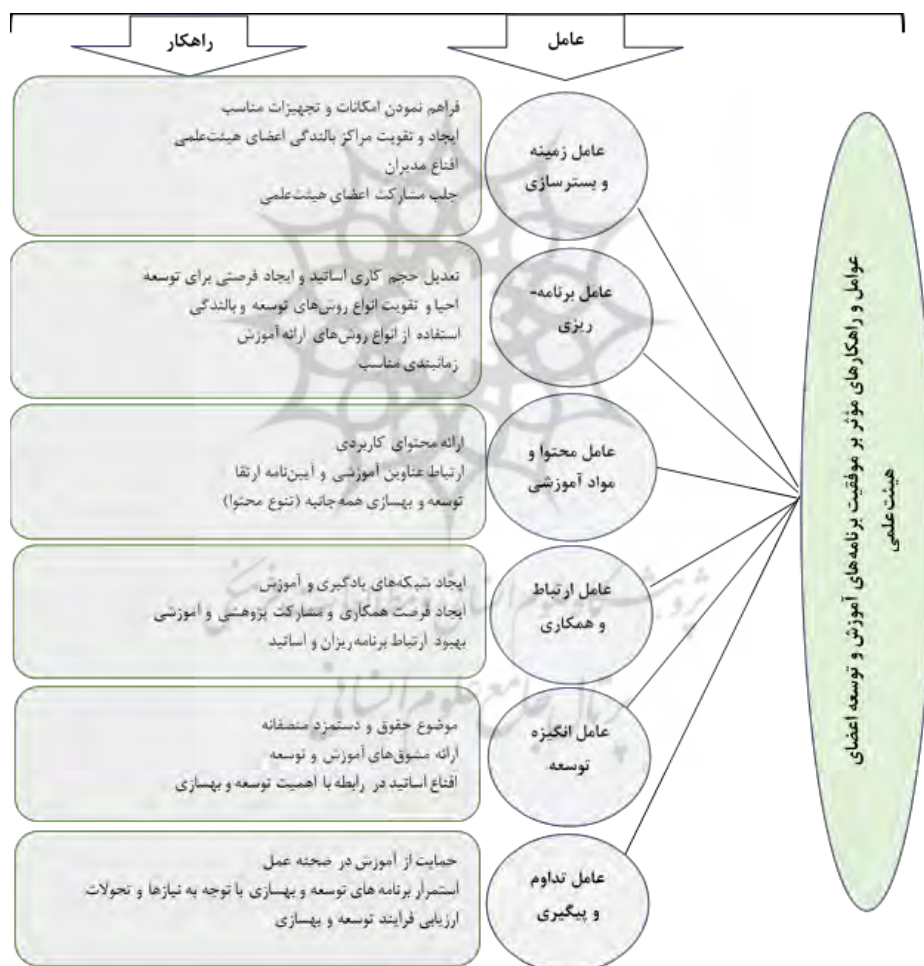 عامل
راهکار
عوامل و راهکارهای مؤثر بر موفقیت برنامه‌های آموزش و توسعه اعضای
هیئت‌علمی
عامل زمینه
و بسترسازی
فراهم نمودن امکانات و تجهیزات مناسب
ایجاد و تقویت مراکز بالندگی اعضای هیئت‌علمی
اقناع مدیران
جلب مشارکت اعضای هیئت‌علمی
عامل برنامه-
ریزی
تعدیل حجم کاری اساتید و ایجاد فرصتی برای توسعه
احیا و تقویت انواع روش‌های توسعه و بالندگی
استفاده از انواع روش‌های ارائه آموزش
زمانبندی مناسب
عامل محتوا و
مواد آموزشی
ارائه محتوای کاربردی
ارتباط عناوین آموزشی و آیین‌نامه ارتقا
توسعه و بهسازی همه‌جانبه (تنوع محتوا)
عامل ارتباط
و همکاری
ایجاد شبکه‌های یادگیری و آموزش
ایجاد فرصت همکاری و مشارکت پژوهشی و آموزشی
بهبود ارتباط برنامه‌ریزان و اساتید
عامل انگیزه
توسعه
موضوع حقوق و دستمزد منصفانه
ارائه مشوق‌های آموزش و توسعه
اقناع اساتید در رابطه با اهمیت توسعه و بهسازی
عامل تداوم
و پیگیری
حمایت از آموزش در صحنه عمل
استمرار برنامه های توسعه و بهسازی با توجه به نیازها و تحولات
ارزیابی فرایند توسعه و بهسازی
پرتال جامع علوم انسانی